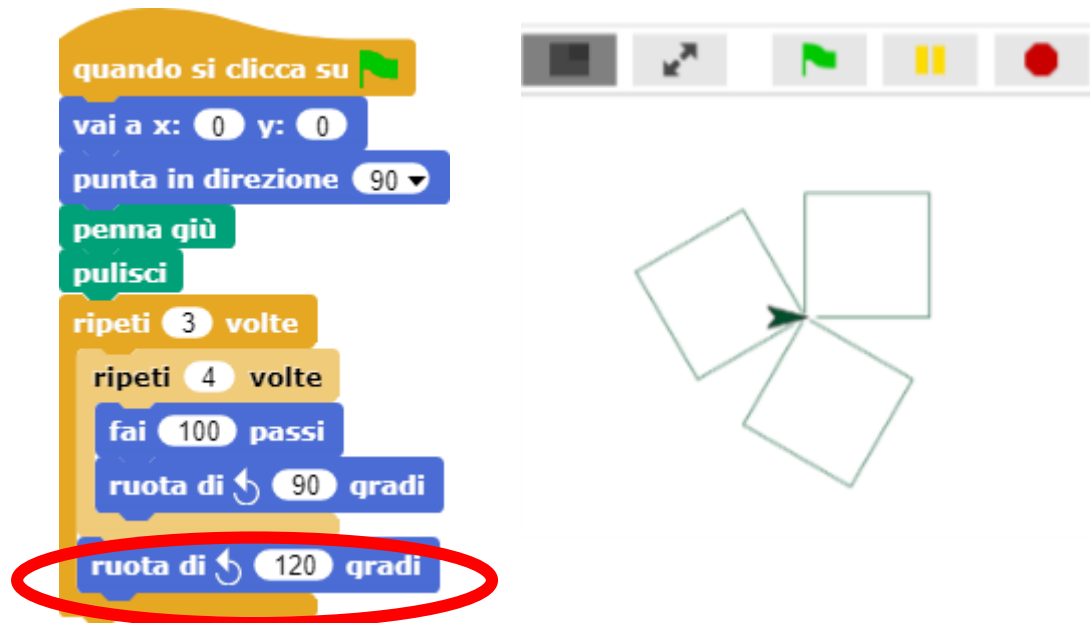 quando si clicca su
vai a x: 0 y: 0
punta in direzione 90
penna giù
pulisci
ripeti 3 volte
ripeti 4 volte
fai 100 passi
ruota di 90 gradi
ruota di 120 gradi